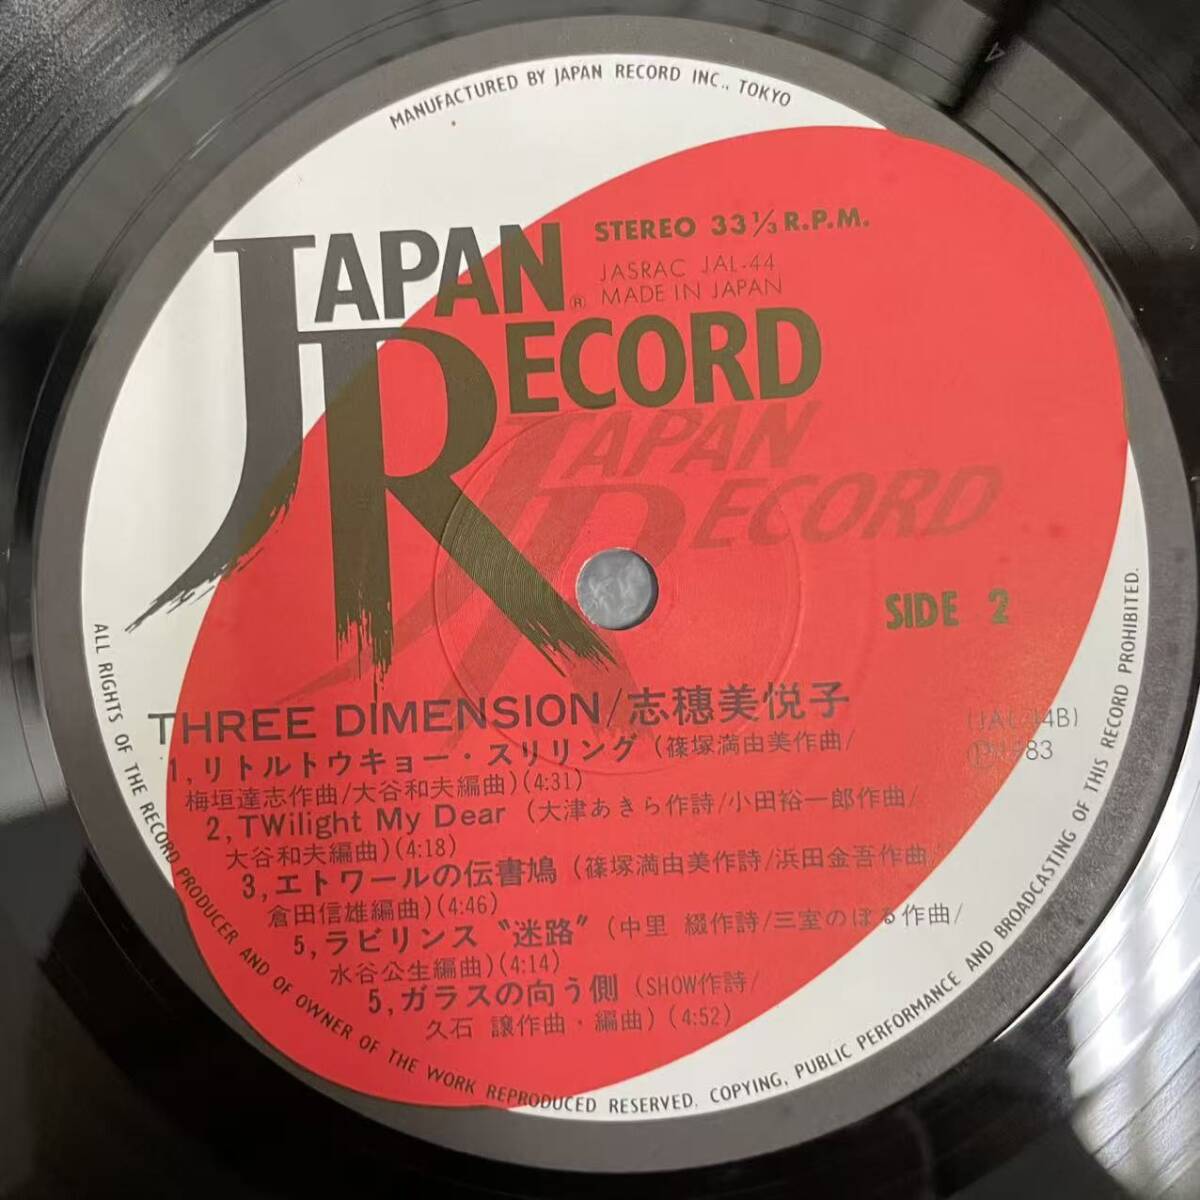 MANUFACTURED BY JAPAN RECORD INC., TOKYO
STEREO 33 1/3 R.P.M.
JASRAC JAL-44
MADE IN JAPAN
JAPAN ®
RECORD
JAPAN
RECORD
SIDE 2
THREE DIMENSION/志穂美悦子
(JAL-44B)
Ⓟ1983
1, リトルトウキョー・スリリング (篠塚満由美作曲/
梅垣達志作曲/大谷和夫編曲)(4:31)
2, TWilight My Dear (大津あきら作詩/小田裕一郎作曲/
大谷和夫編曲)(4:18)
3, エトワールの伝書鳩 (篠塚満由美作詩/浜田金吾作曲/
倉田信雄編曲)(4:46)
5, ラビリンス〝迷路〟(中里 綴作詩/三室のぼる作曲/
水谷公生編曲)(4:14)
5, ガラスの向う側 (SHOW作詩/
久石 譲作曲・編曲)(4:52)
ALL RIGHTS OF THE RECORD PRODUCER AND OF OWNER OF THE WORK REPRODUCED RESERVED. COPYING, PUBLIC PERFORMANCE AND BROADCASTING OF THIS RECORD PROHIBITED.